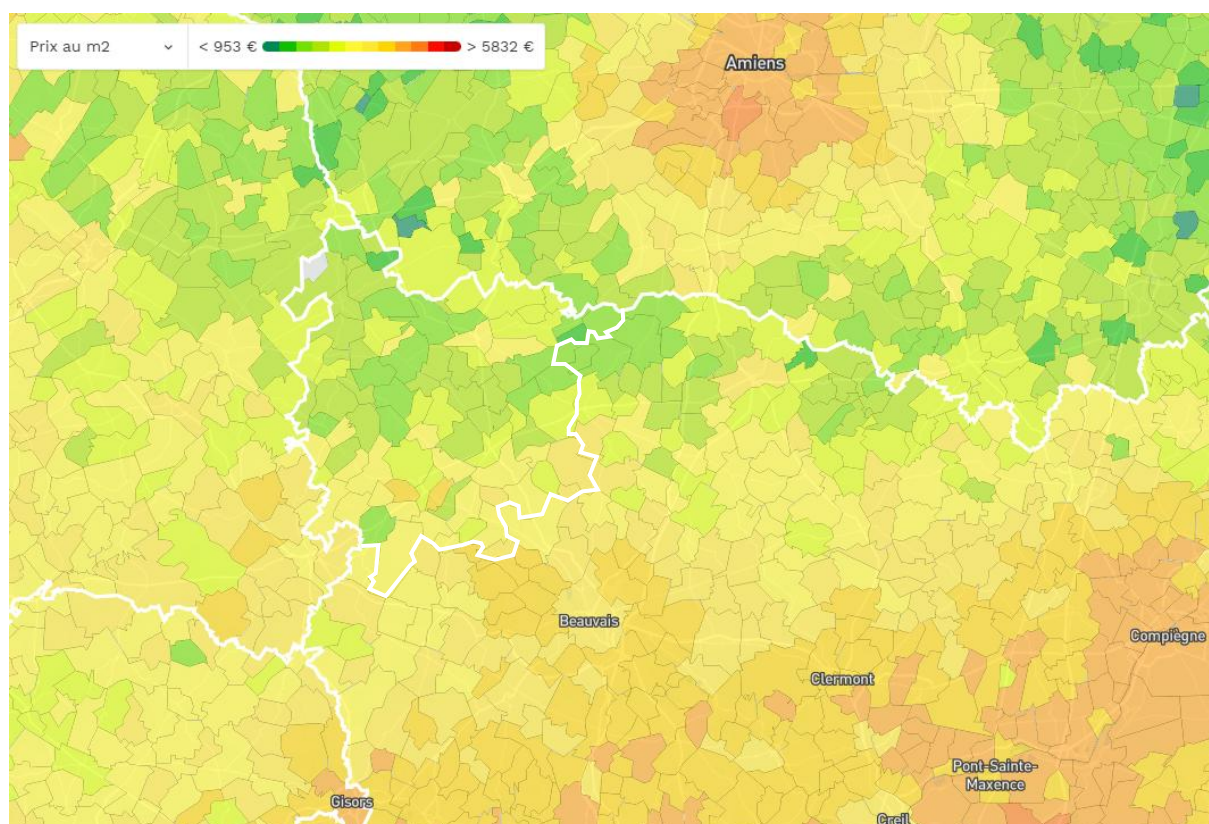 Prix au m2
< 953 €
> 5832 €
Amiens
Beauvais
Compiègne
Clermont
Pont-Sainte-
Maxence
Gisors
Creil